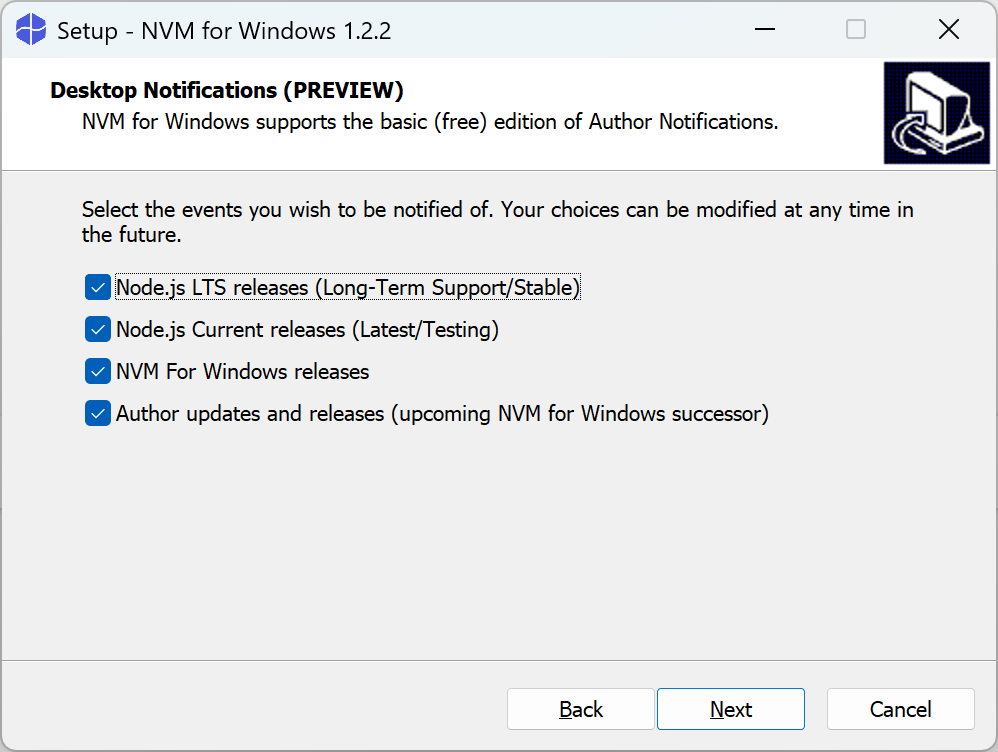 Setup - NVM for Windows 1.2.2
Desktop Notifications (PREVIEW)
NVM for Windows supports the basic (free) edition of Author Notifications.
Select the events you wish to be notified of. Your choices can be modified at any time in
the future.
Node.js LTS releases (Long-Term Support/Stable)
Node.js Current releases (Latest/Testing)
NVM For Windows releases
Author updates and releases (upcoming NVM for Windows successor)
Back Next Cancel